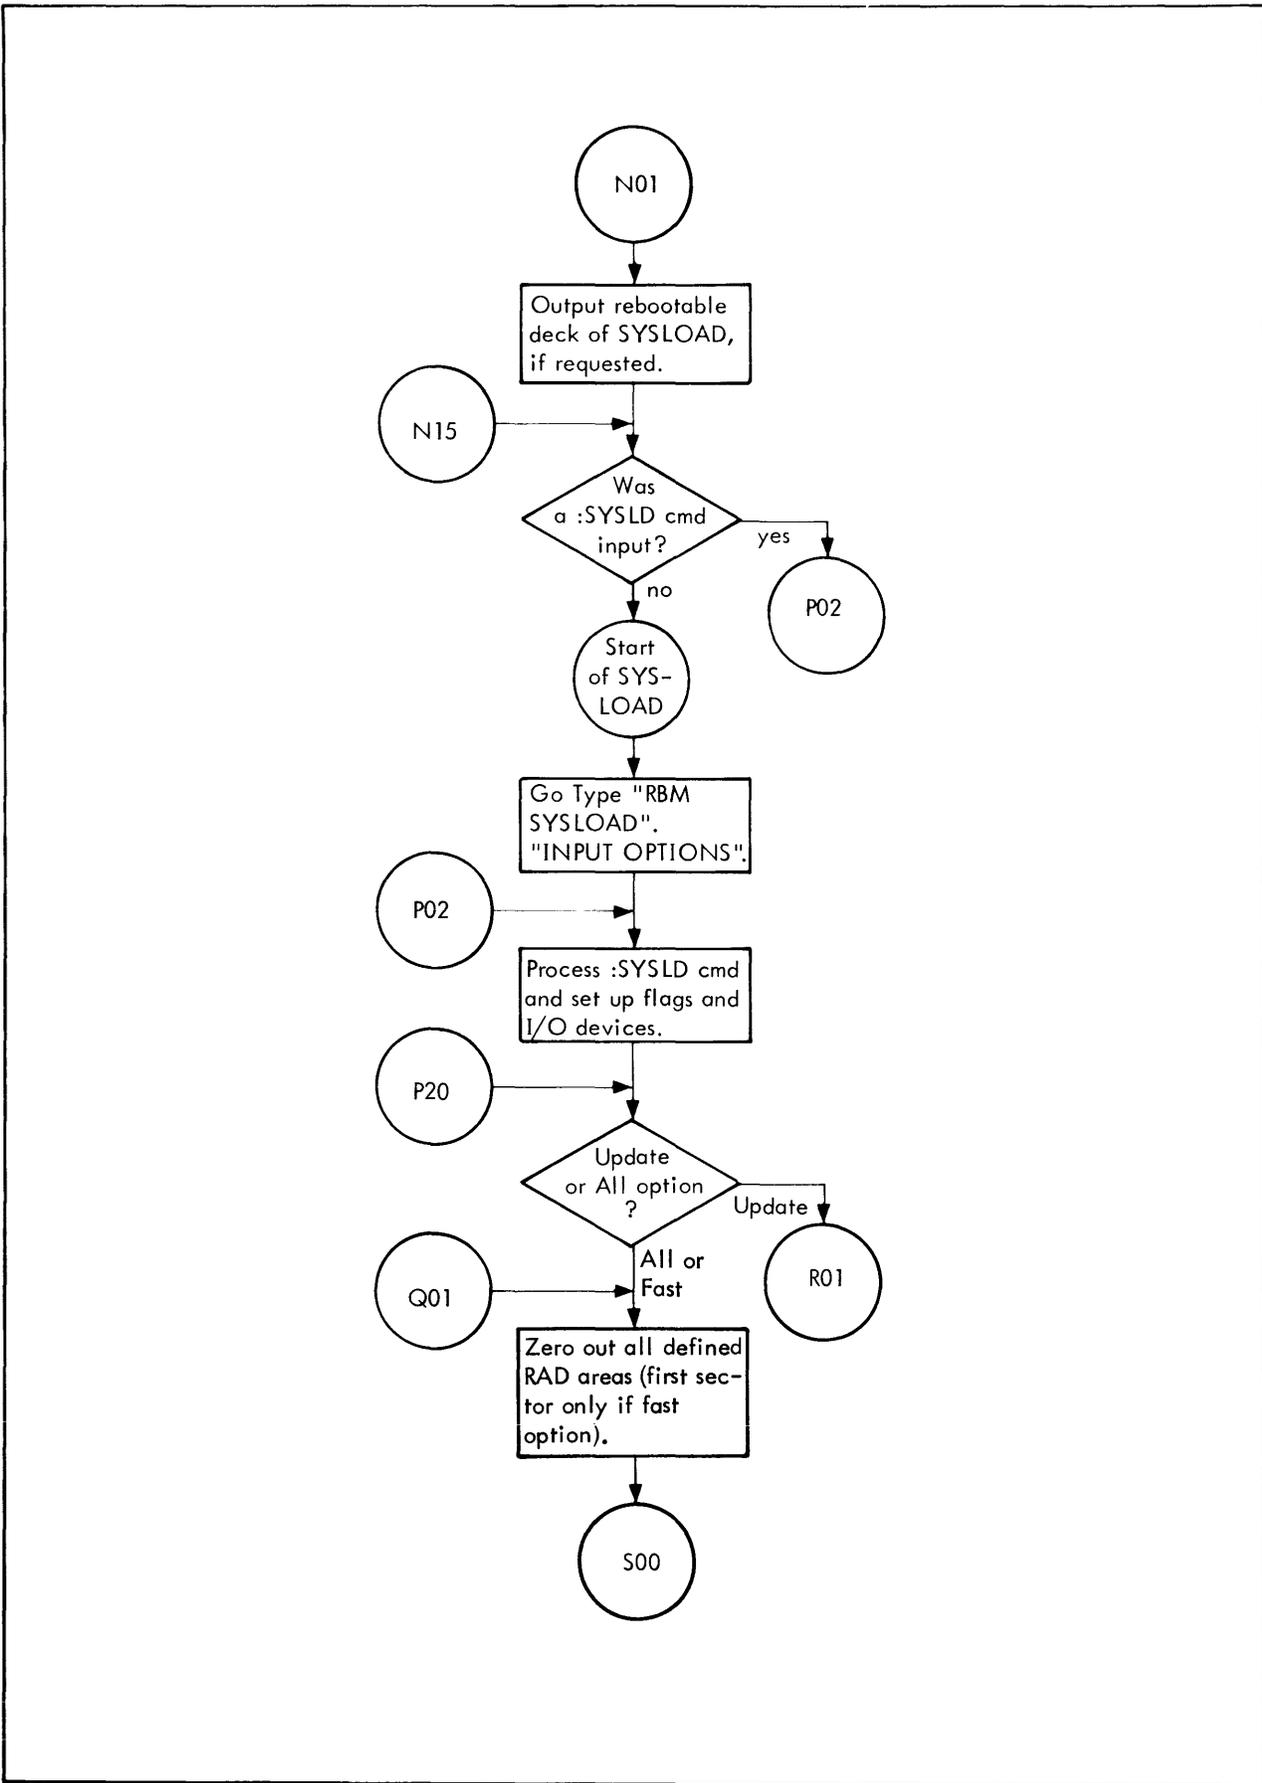 N01
Output rebootable
deck of SYSLOAD,
if requested.
N15
Was
a :SYSLD cmd
input?
yes
P02
no
Start
of SYS-
LOAD
Go Type "RBM
SYSLOAD".
"INPUT OPTIONS".
P02
Process :SYSLD cmd
and set up flags and
I/O devices.
P20
Update
or All option
?
Update
R01
All or
Fast
Q01
Zero out all defined
RAD areas (first sec-
tor only if fast
option).
S00